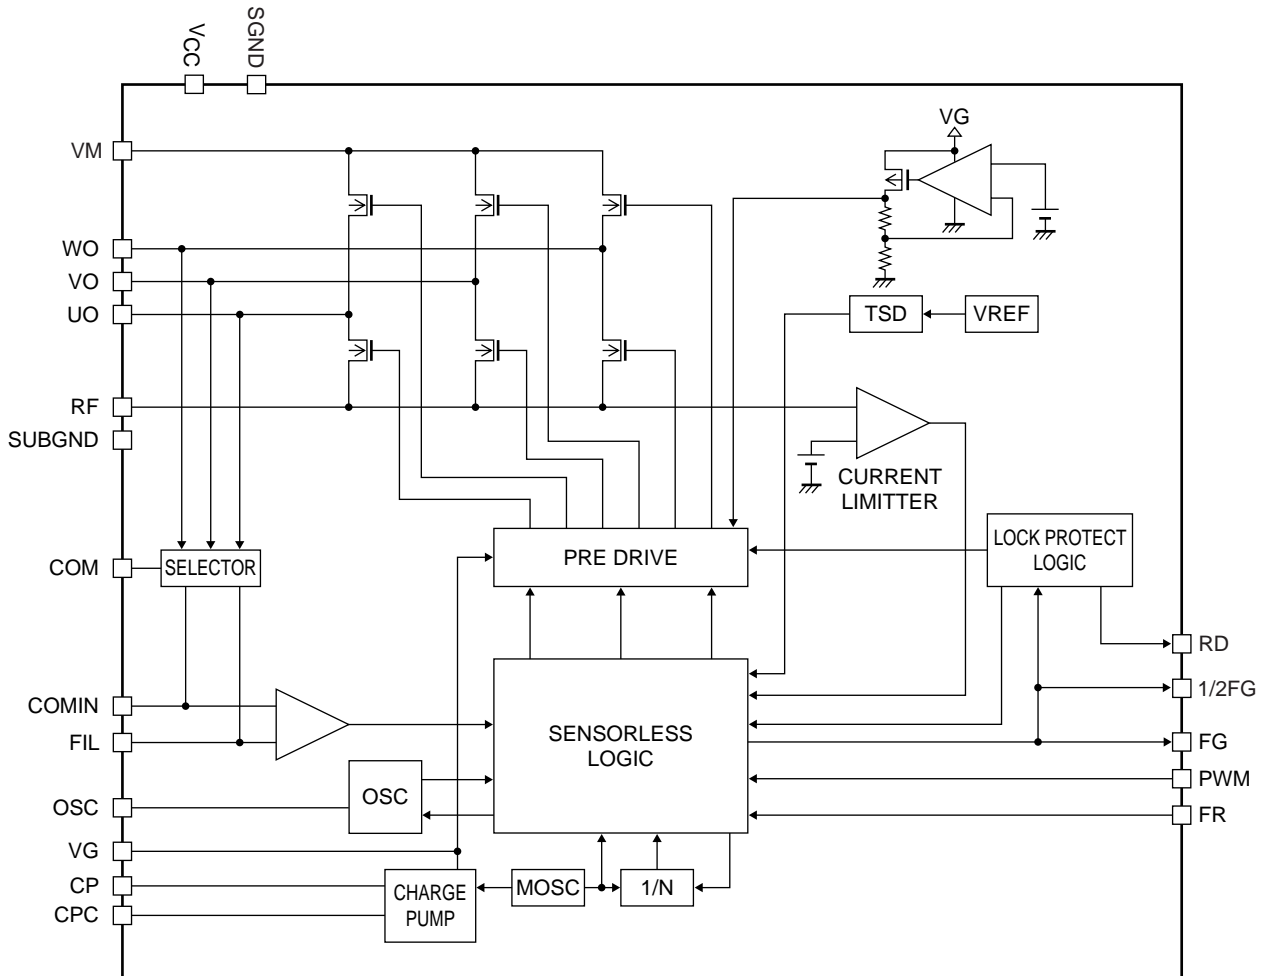 VCC
SGND
VG
VM
WO
VO
UO
TSD
VREF
RF
SUBGND
CURRENT
LIMITTER
LOCK PROTECT
LOGIC
PRE DRIVE
COM
SELECTOR
RD
1/2FG
COMIN
SENSORLESS
LOGIC
FIL
FG
PWM
OSC
OSC
FR
VG
CP
CHARGE
PUMP
MOSC
1/N
CPC